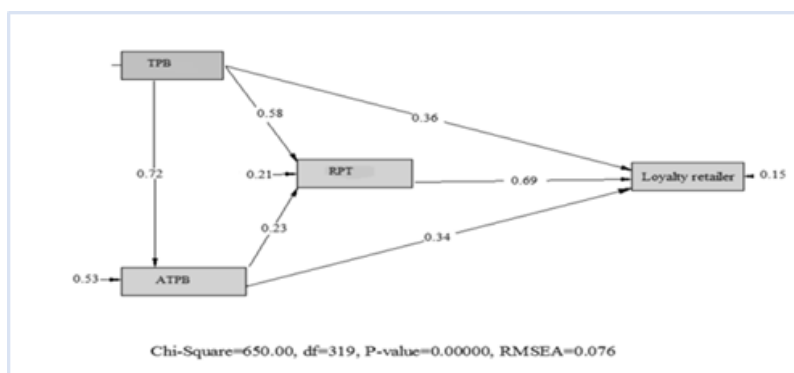 TPB
0.58
0.36
0.72
0.21
RPT
0.69
Loyalty retailer
0.15
0.23
0.34
0.53
ATPB
Chi-Square=650.00, df=319, P-value=0.00000, RMSEA=0.076